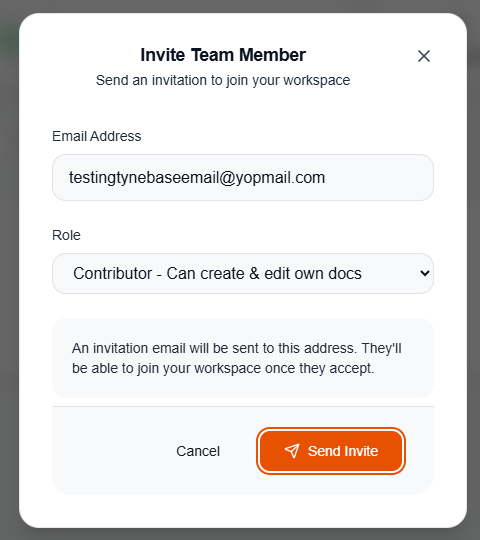 Invite Team Member
Send an invitation to join your workspace
Email Address
testingtynebaseemail@yopmail.com
Role
Contributor - Can create & edit own docs
An invitation email will be sent to this address. They'll
be able to join your workspace once they accept.
Cancel
Send Invite